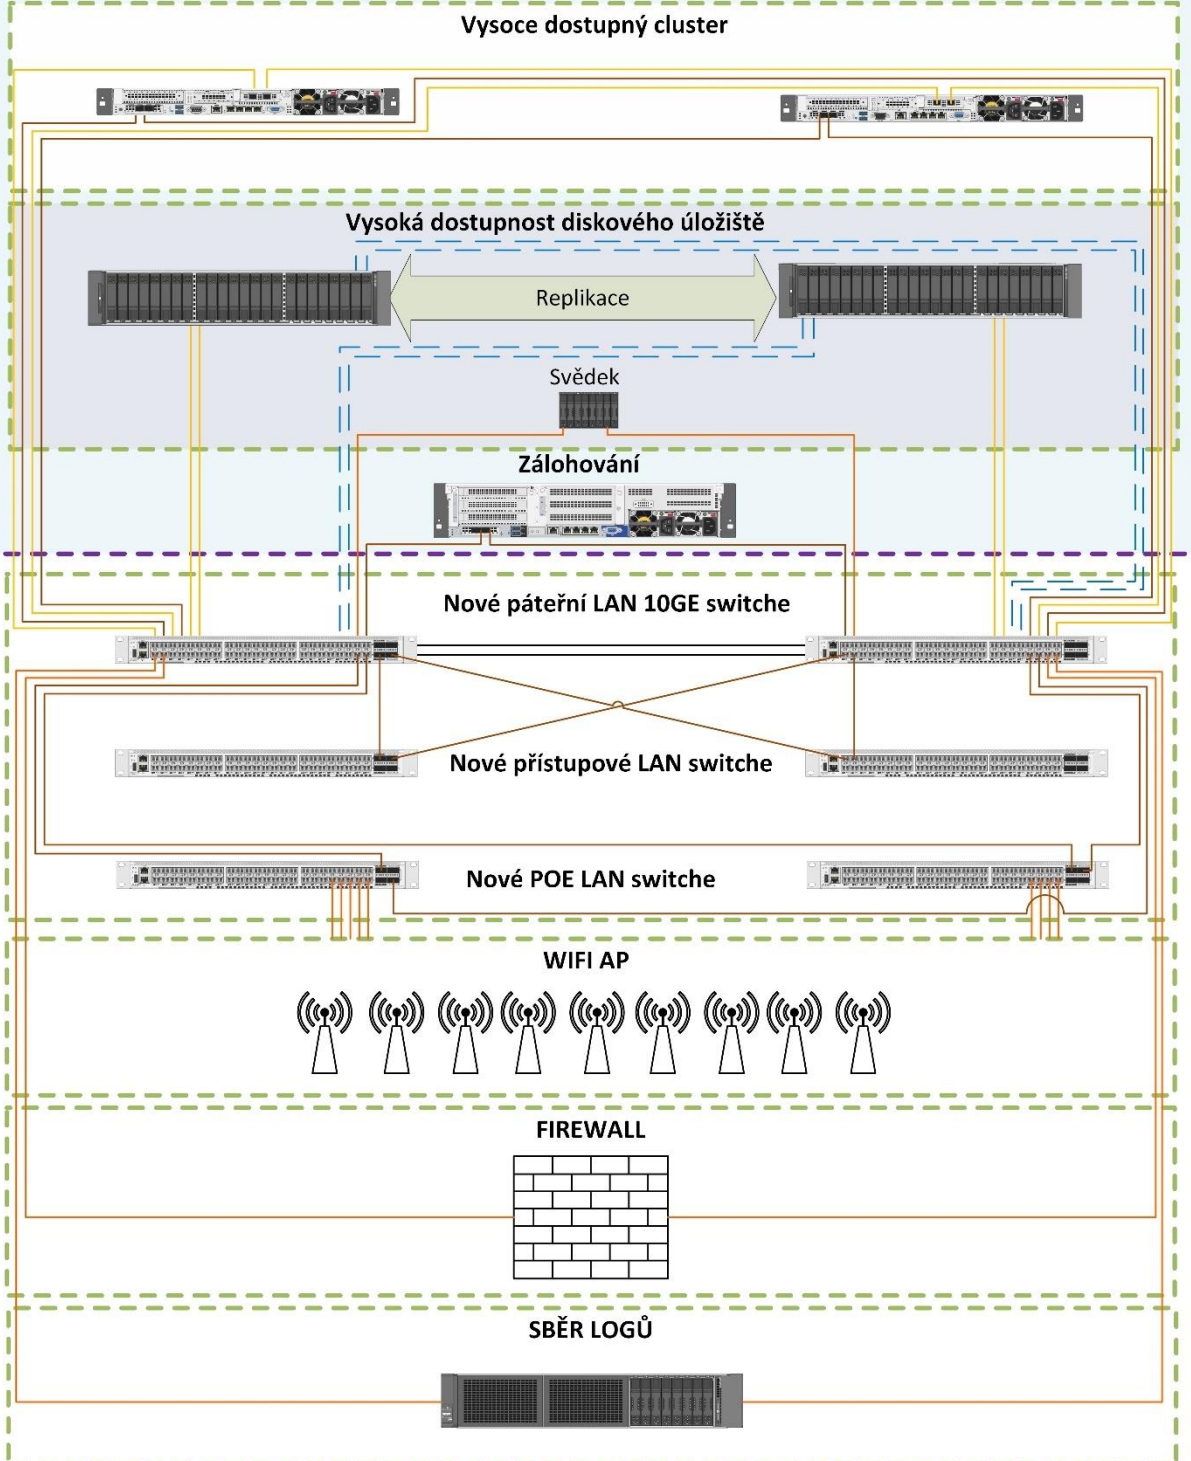 Vysoce dostupný cluster
Vysoká dostupnost diskového úložiště
Replikace
Svědek
Zálohování
Nové páteřní LAN 10GE switche
Nové přístupové LAN switche
Nové POE LAN switche
WIFI AP
FIREWALL
SBĚR LOGŮ